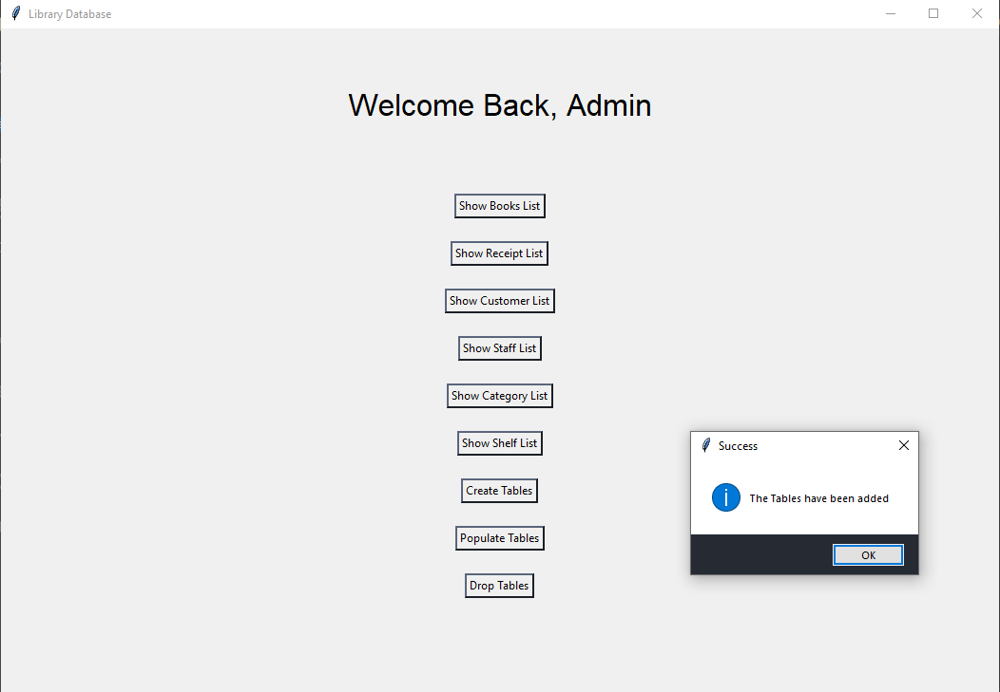 Library Database
Welcome Back, Admin
Show Books List
Show Receipt List
Show Customer List
Show Staff List
Show Category List
Show Shelf List
Create Tables
Populate Tables
Drop Tables
Success
The Tables have been added
OK